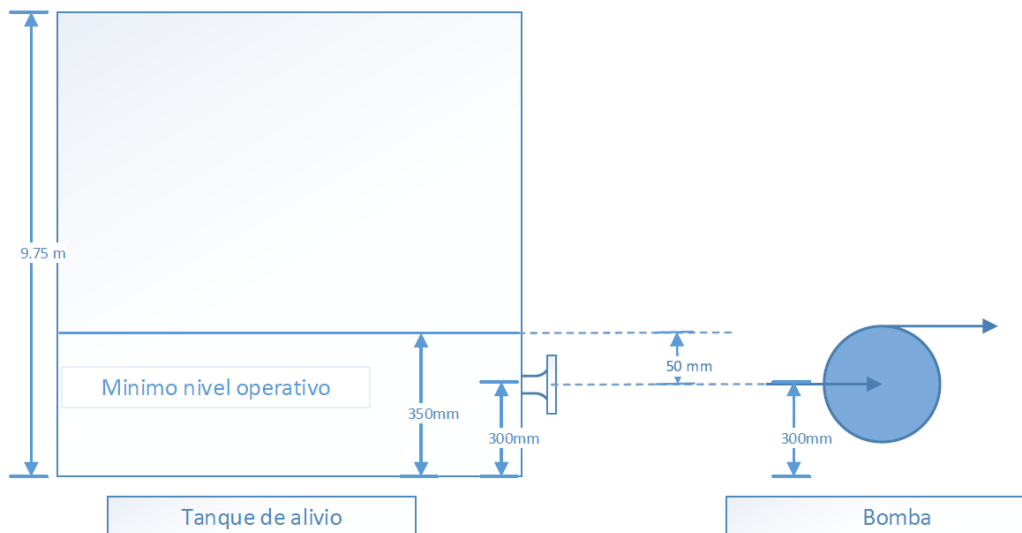 9.75 m
50 mm
Minimo nivel operativo
350mm
300mm
300mm
Tanque de alivio
Bomba